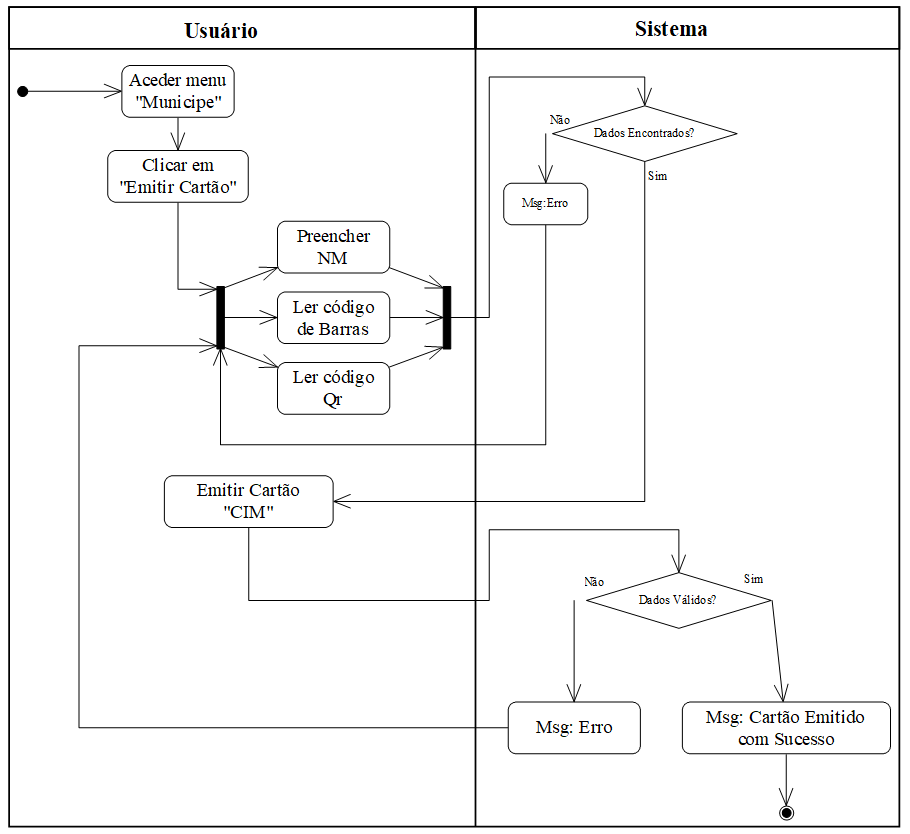 Usuário
Sistema
Aceder menu
"Municipe"
Clicar em
"Emitir Cartão"
Preencher
NM
Ler código
de Barras
Ler código
Qr
Não
Dados Encontrados?
Sim
Msg:Erro
Emitir Cartão
"CIM"
Não
Sim
Dados Válidos?
Msg: Erro
Msg: Cartão Emitido
com Sucesso